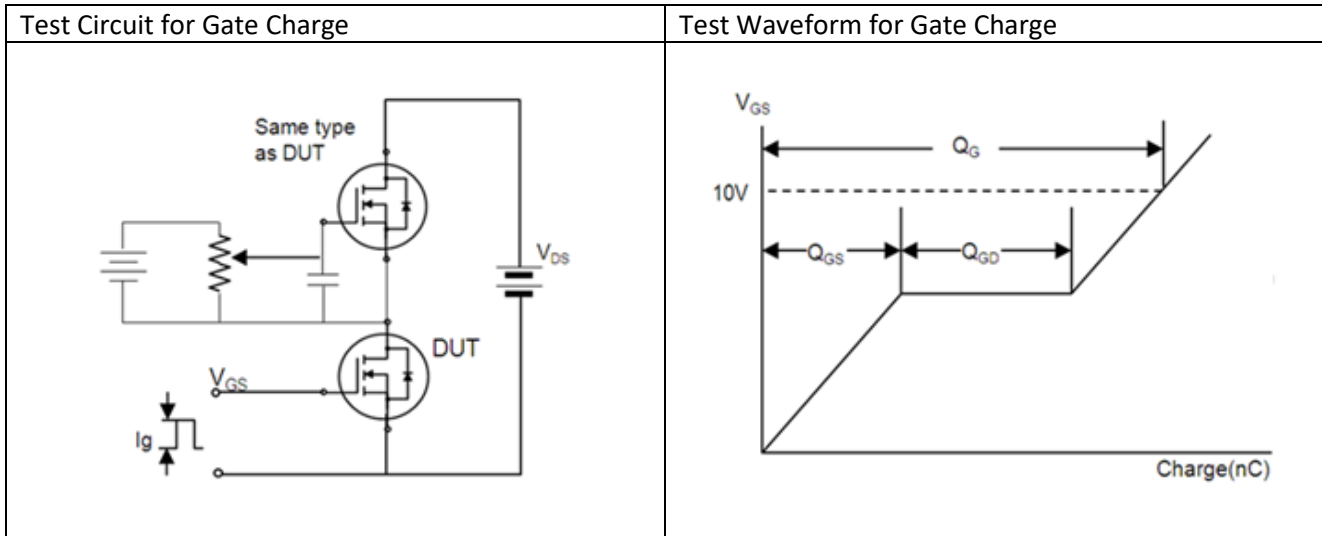 Test Circuit for Gate Charge
Test Waveform for Gate Charge
Same type
as DUT
VDS
DUT
VGS
Ig
VGS
QG
10V
QGS
QGD
Charge(nC)